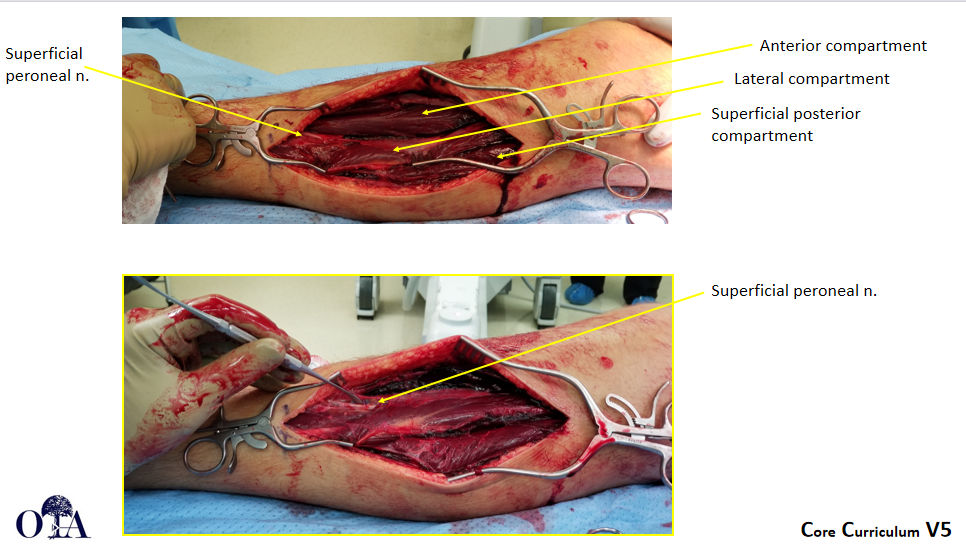 Superficial
peroneal n.
Anterior compartment
Lateral compartment
Superficial posterior
compartment
Superficial peroneal n.
OTA
Core Curriculum V5